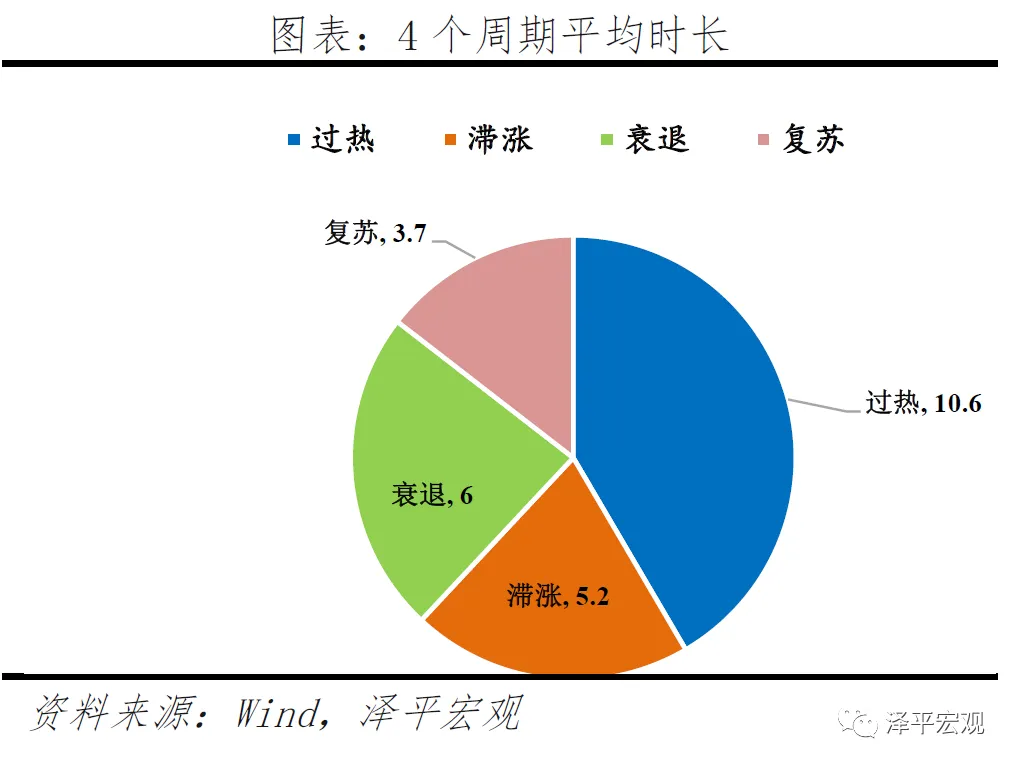 图表：4 个周期平均时长
过热 滞涨 衰退 复苏
复苏, 3.7
过热, 10.6
衰退, 6
滞涨, 5.2
资料来源：Wind，泽平宏观
泽平宏观